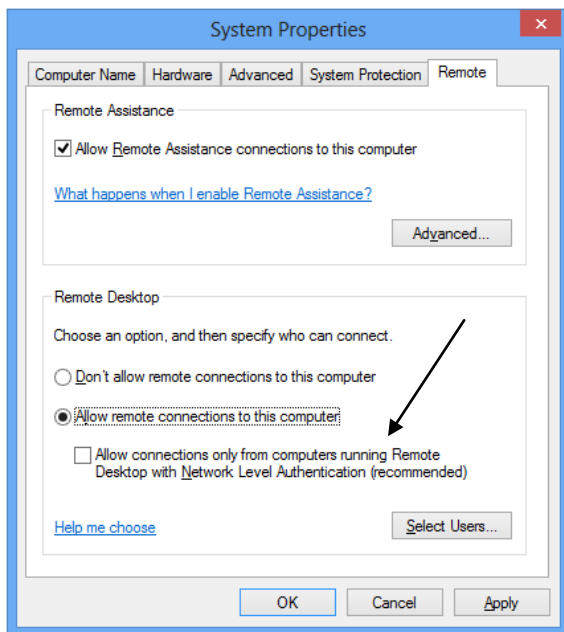 System Properties
Computer Name Hardware Advanced System Protection Remote
Remote Assistance
Allow Remote Assistance connections to this computer
What happens when I enable Remote Assistance?
Advanced...
Remote Desktop
Choose an option, and then specify who can connect.
Don't allow remote connections to this computer
Allow remote connections to this computer
Allow connections only from computers running Remote
Desktop with Network Level Authentication (recommended)
Help me choose
Select Users...
OK Cancel Apply